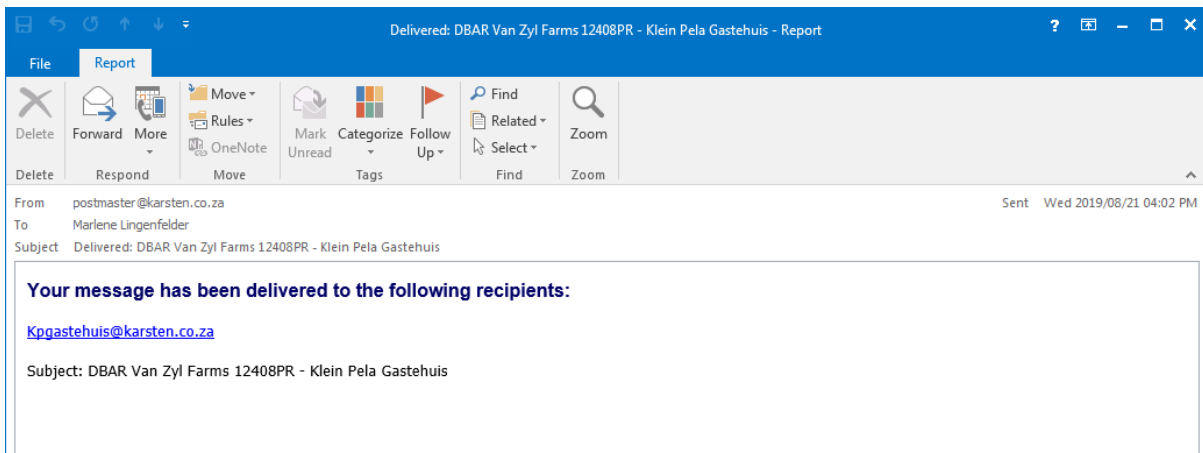 Delivered: DBAR Van Zyl Farms 12408PR - Klein Pela Gastehuis - Report
File Report
Delete
Forward
More
Move
Rules
OneNote
Mark Unread
Categorize
Follow Up
Find
Related
Select
Zoom
Delete Respond Move Tags Find Zoom
From postmaster@karsten.co.za Sent Wed 2019/08/21 04:02 PM
To Marlene Lingenfelder
Subject Delivered: DBAR Van Zyl Farms 12408PR - Klein Pela Gastehuis
Your message has been delivered to the following recipients:
Kpgastehuis@karsten.co.za
Subject: DBAR Van Zyl Farms 12408PR - Klein Pela Gastehuis